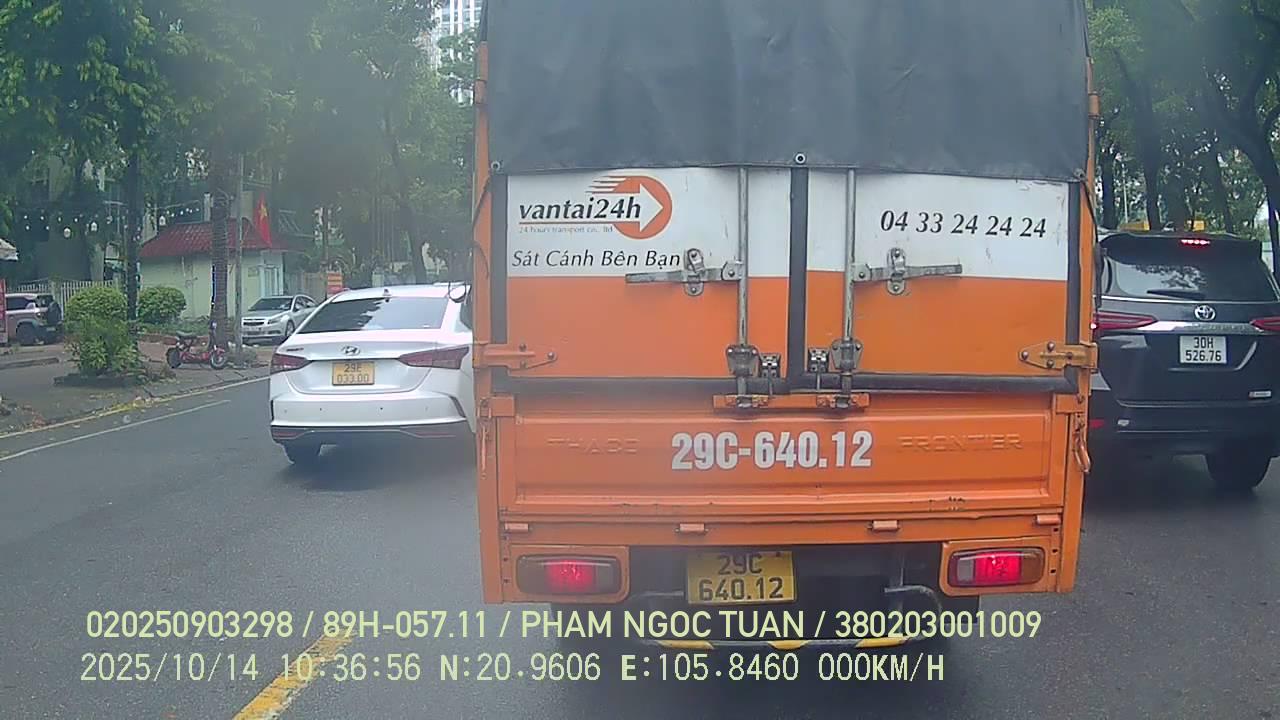 vantai24h
24 hours transport co., ltd
Sát Cánh Bên Bạn
04 33 24 24 24
30H
526.76
29E
033.00
THACO
29C-640.12
FRONTIER
29C
640.12
020250903298 / 89H-057.11 / PHAM NGOC TUAN / 380203001009
2025/10/14 10:36:56 N:20.9606 E:105.8460 000KM/H